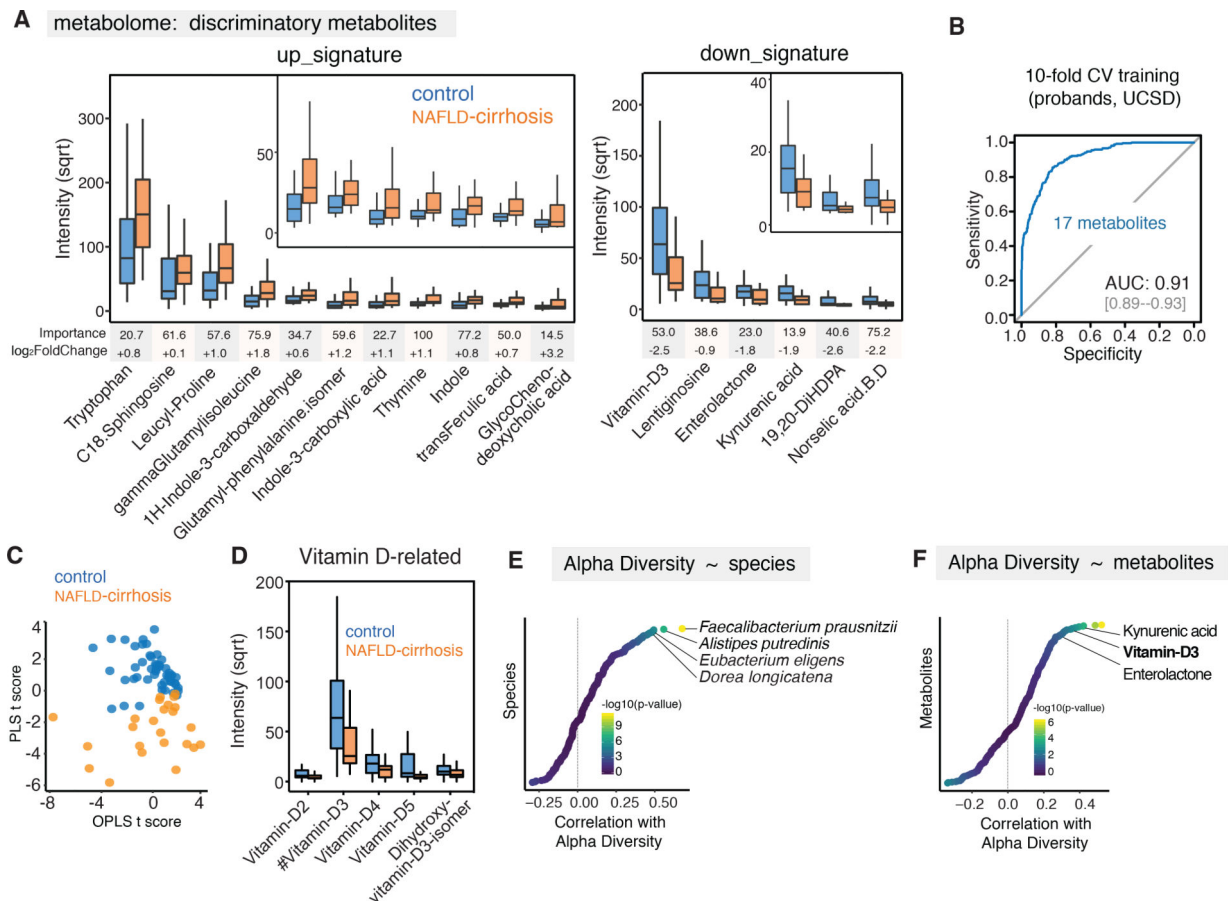 A
metabolome: discriminatory metabolites
up_signature
down_signature
Intensity (sqrt)
300
200
100
0
50
0
control
NAFLD-cirrhosis
Intensity (sqrt)
200
150
100
50
0
40
20
0
Importance 20.7 61.6 57.6 75.9 34.7 59.6 22.7 100 77.2 50.0 14.5
log₂FoldChange +0.8 +0.1 +1.0 +1.8 +0.6 +1.2 +1.1 +1.1 +0.8 +0.7 +3.2
53.0 38.6 23.0 13.9 40.6 75.2
-2.5 -0.9 -1.8 -1.9 -2.6 -2.2
Tryptophan
C18.Sphingosine
Leucyl-Proline
gammaGlutamylisoleucine
1H-Indole-3-carboxaldehyde
Glutamyl-phenylalanine.isomer
Indole-3-carboxylic acid
Thymine
Indole
transFerulic acid
GlycoCheno-
deoxycholic acid
Vitamin-D3
Lentiginosine
Enterolactone
Kynurenic acid
19,20-DiHDPA
Norselic acid.B.D
B
10-fold CV training
(probands, UCSD)
Sensitivity
1.0
0.8
0.6
0.4
0.2
0.0
17 metabolites
AUC: 0.91
[0.89--0.93]
1.0 0.8 0.6 0.4 0.2 0.0
Specificity
C
control
NAFLD-cirrhosis
PLS t score
4
2
0
-2
-4
-6
-8 -4 0 4
OPLS t score
D
Vitamin D-related
Intensity (sqrt)
200
150
100
50
0
control
NAFLD-cirrhosis
Vitamin-D2
#Vitamin-D3
Vitamin-D4
Vitamin-D5
Dihydroxy-
vitamin-D3-isomer
E
Alpha Diversity ~ species
Species
Faecalibacterium prausnitzii
Alistipes putredinis
Eubacterium eligens
Dorea longicatena
-log10(p-vallue)
9
6
3
0
-0.25 0.00 0.25 0.50
Correlation with
Alpha Diversity
F
Alpha Diversity ~ metabolites
Metabolites
Kynurenic acid
Vitamin-D3
Enterolactone
-log10(p-vallue)
6
4
2
0
-0.2 0.0 0.2 0.4
Correlation with
Alpha Diversity